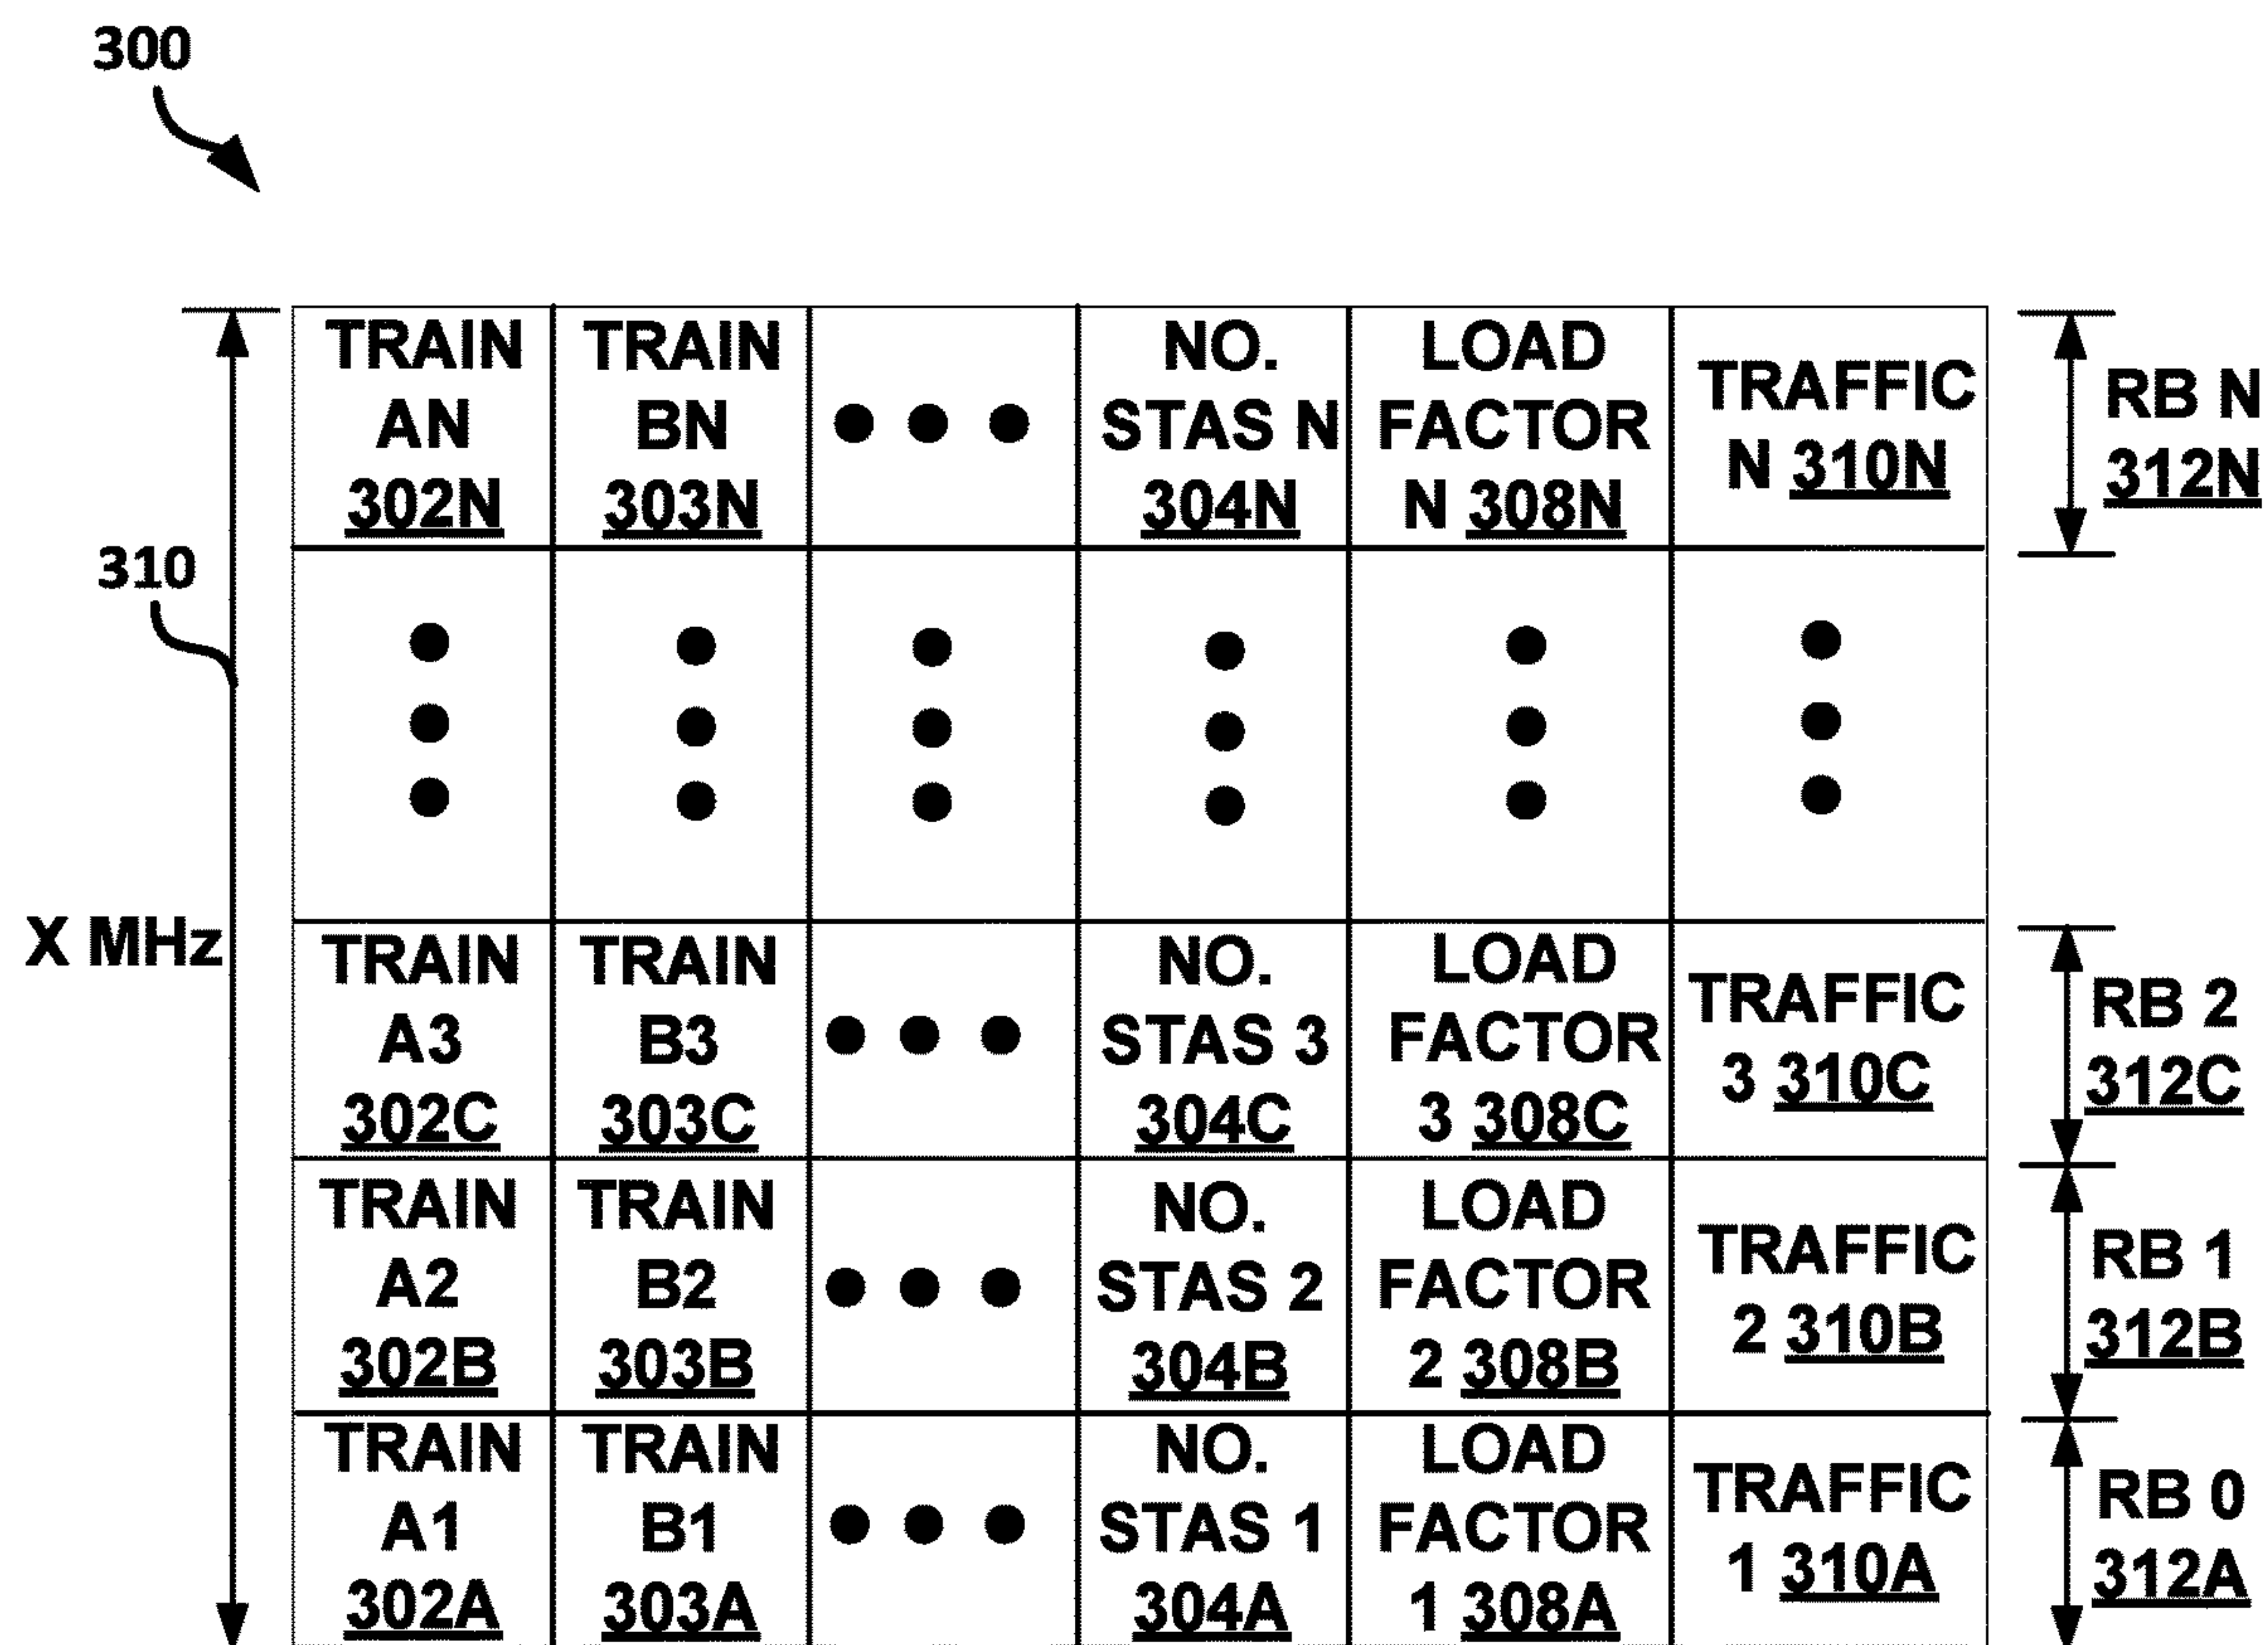 300
TRAIN AN 302N
TRAIN BN 303N
NO. STAS N 304N
LOAD FACTOR N 308N
TRAFFIC N 310N
RB N 312N
310
X MHz
TRAIN A3 302C
TRAIN B3 303C
NO. STAS 3 304C
LOAD FACTOR 3 308C
TRAFFIC 3 310C
RB 2 312C
TRAIN A2 302B
TRAIN B2 303B
NO. STAS 2 304B
LOAD FACTOR 2 308B
TRAFFIC 2 310B
RB 1 312B
TRAIN A1 302A
TRAIN B1 303A
NO. STAS 1 304A
LOAD FACTOR 1 308A
TRAFFIC 1 310A
RB 0 312A